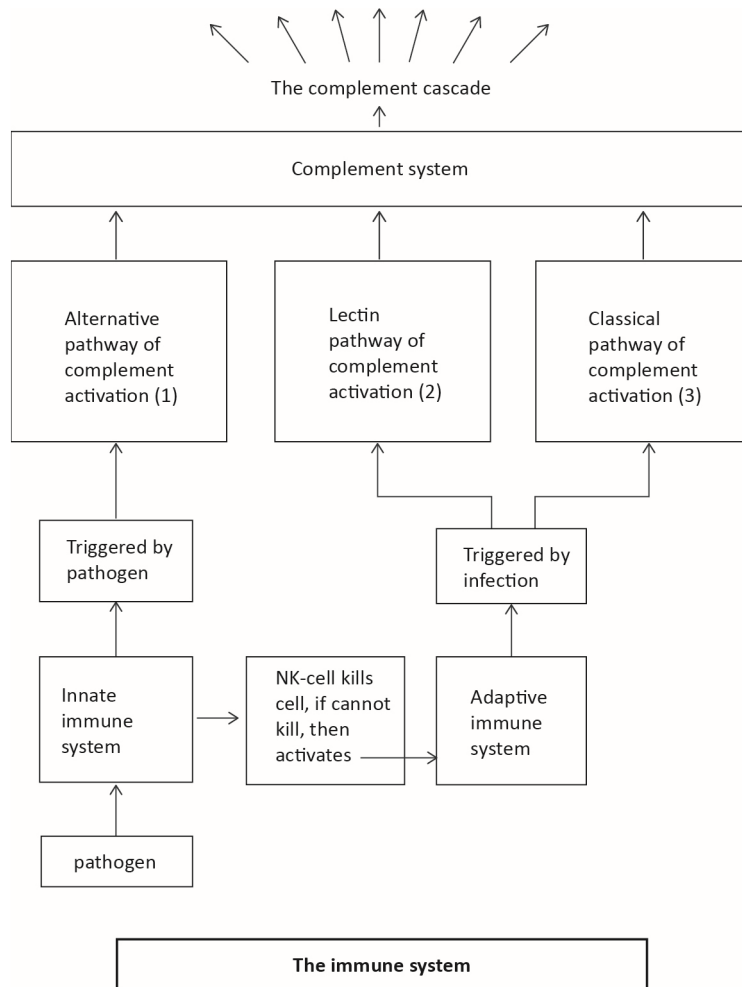 The complement cascade
Complement system
Alternative
pathway of
complement
activation (1)
Lectin
pathway of
complement
activation (2)
Classical
pathway of
complement
activation (3)
Triggered by
pathogen
Triggered by
infection
Innate
immune
system
NK-cell kills
cell, if cannot
kill, then
activates
Adaptive
immune
system
pathogen
The immune system